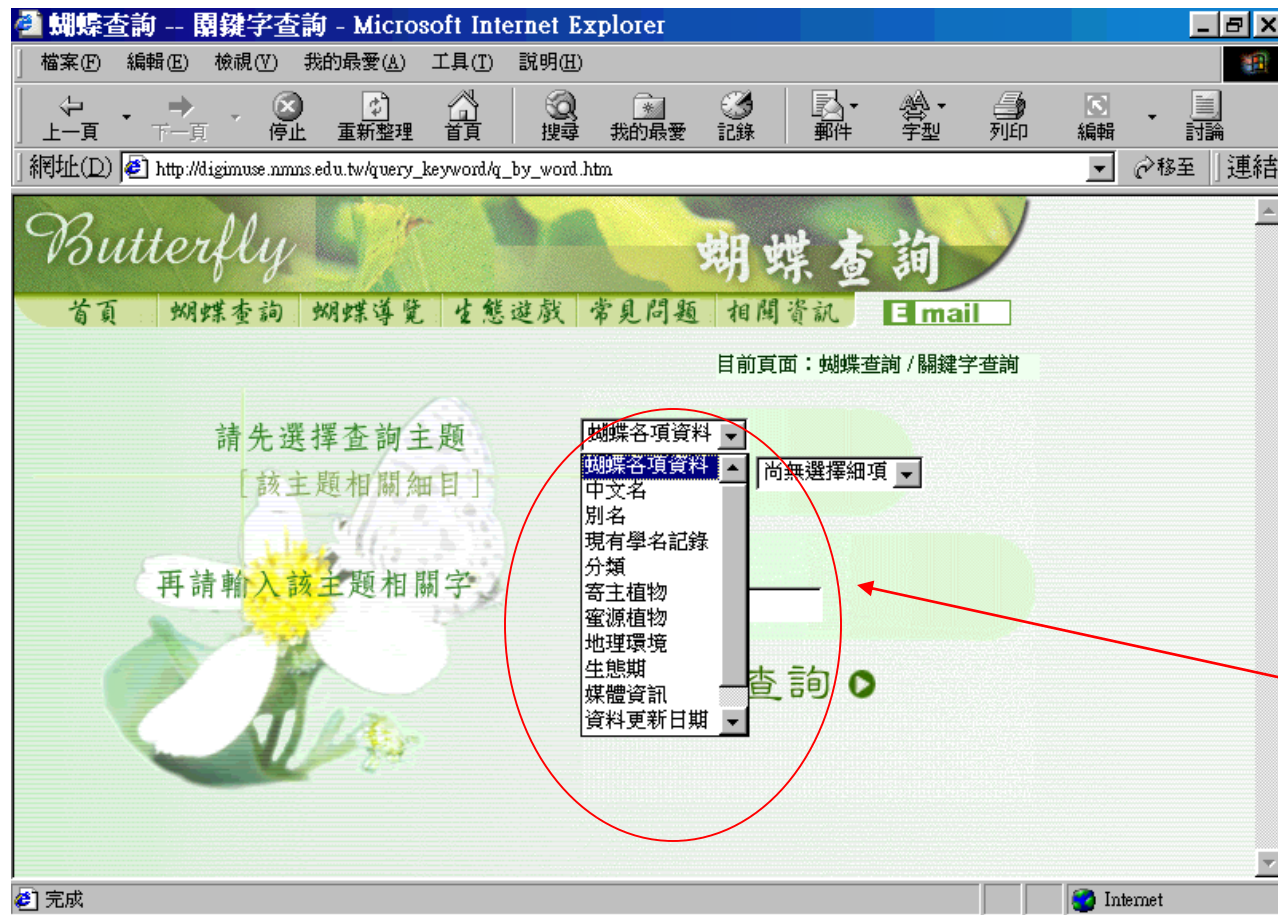 蝴蝶查詢 -- 關鍵字查詢 - Microsoft Internet Explorer
檔案(F) 編輯(E) 檢視(V) 我的最愛(A) 工具(T) 說明(H)
上一頁 下一頁 停止 重新整理 首頁 搜尋 我的最愛 記錄 郵件 字型 列印 編輯 討論
網址(D) http://digimuse.nmns.edu.tw/query_keyword/q_by_word.htm 移至 連結
Butterfly 蝴蝶查詢
首頁 蝴蝶查詢 蝴蝶導覽 生態遊戲 常見問題 相關資訊 E mail
目前頁面：蝴蝶查詢 / 關鍵字查詢
請先選擇查詢主題 蝴蝶各項資料
[該主題相關細目] 尚無選擇細項
蝴蝶各項資料
中文名
別名
現有學名記錄
分類
寄主植物
蜜源植物
地理環境
生態期
媒體資訊
資料更新日期
再請輸入該主題相關字
查詢
完成 Internet